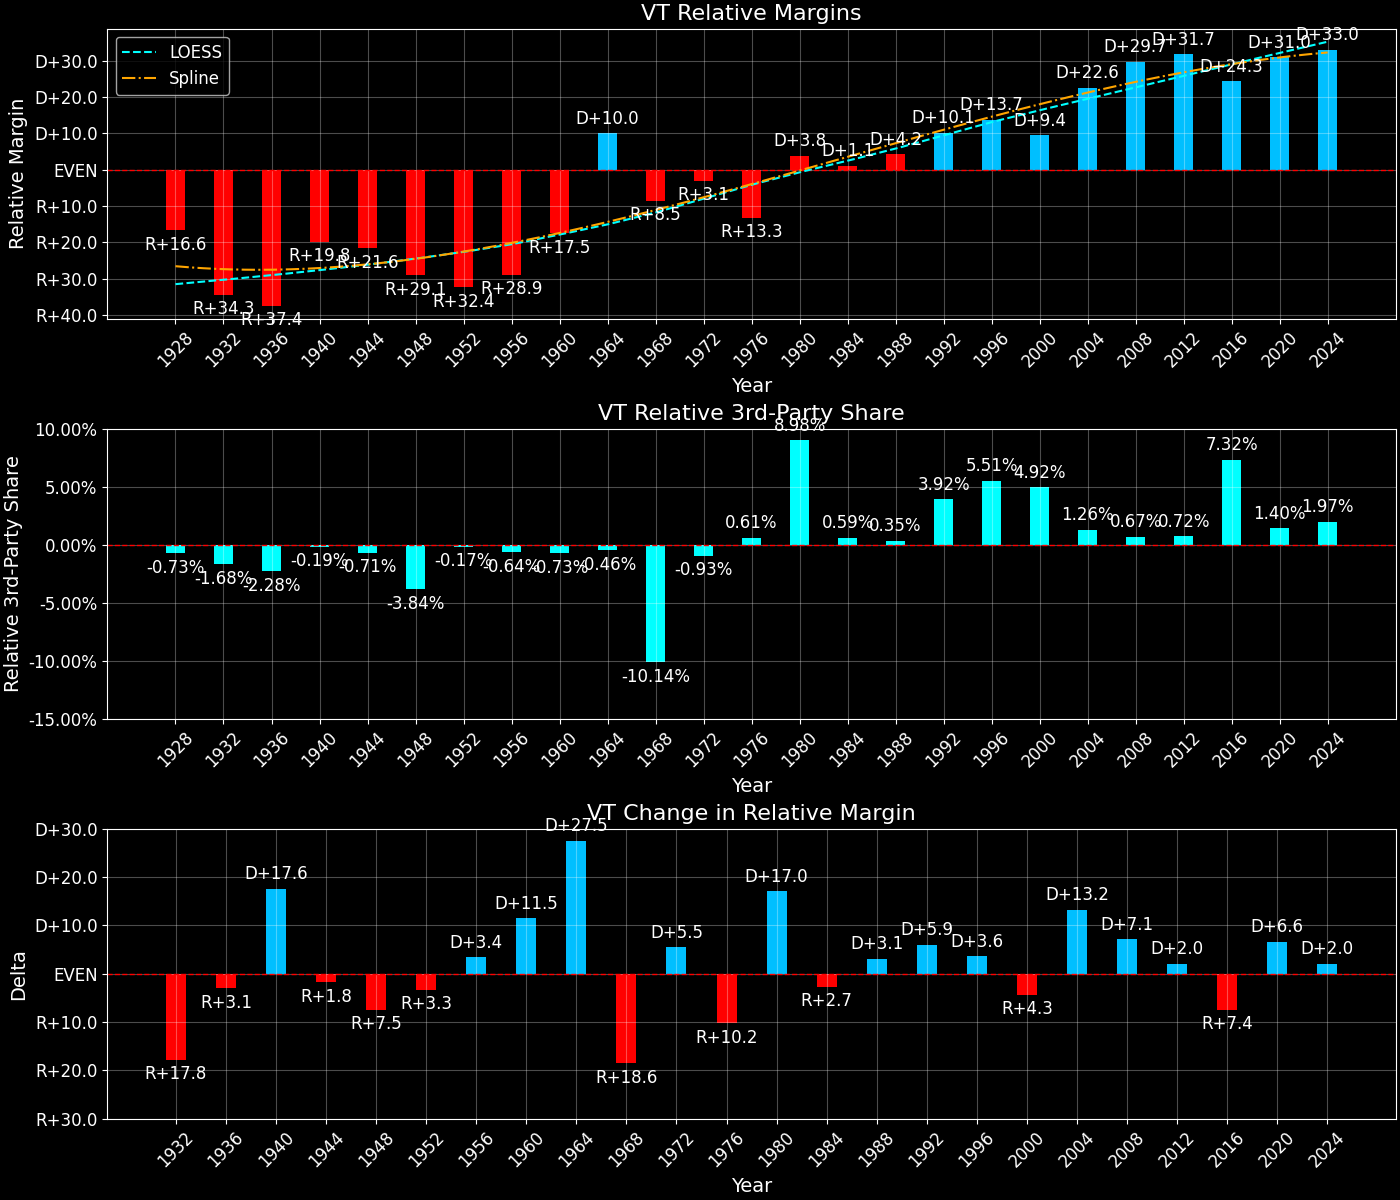 VT Relative Margins
Relative Margin
D+30.0
D+20.0
D+10.0
EVEN
R+10.0
R+20.0
R+30.0
R+40.0
LOESS
Spline
R+16.6
R+34.3
R+37.4
R+19.8
R+21.6
R+29.1
R+32.4
R+28.9
R+17.5
D+10.0
R+8.5
R+3.1
R+13.3
D+3.8
D+1.1
D+4.2
D+10.1
D+13.7
D+9.4
D+22.6
D+29.7
D+31.7
D+24.3
D+31.0
D+33.0
1928 1932 1936 1940 1944 1948 1952 1956 1960 1964 1968 1972 1976 1980 1984 1988 1992 1996 2000 2004 2008 2012 2016 2020 2024
Year
VT Relative 3rd-Party Share
Relative 3rd-Party Share
10.00%
5.00%
0.00%
-5.00%
-10.00%
-15.00%
-0.73%
-1.68%
-2.28%
-0.19%
-0.71%
-3.84%
-0.17%
-0.64%
-0.73%
-0.46%
-10.14%
-0.93%
0.61%
8.98%
0.59%
0.35%
3.92%
5.51%
4.92%
1.26%
0.67%
0.72%
7.32%
1.40%
1.97%
1928 1932 1936 1940 1944 1948 1952 1956 1960 1964 1968 1972 1976 1980 1984 1988 1992 1996 2000 2004 2008 2012 2016 2020 2024
Year
VT Change in Relative Margin
Delta
D+30.0
D+20.0
D+10.0
EVEN
R+10.0
R+20.0
R+30.0
R+17.8
R+3.1
D+17.6
R+1.8
R+7.5
R+3.3
D+3.4
D+11.5
D+27.5
R+18.6
D+5.5
R+10.2
D+17.0
R+2.7
D+3.1
D+5.9
D+3.6
R+4.3
D+13.2
D+7.1
D+2.0
R+7.4
D+6.6
D+2.0
1932 1936 1940 1944 1948 1952 1956 1960 1964 1968 1972 1976 1980 1984 1988 1992 1996 2000 2004 2008 2012 2016 2020 2024
Year